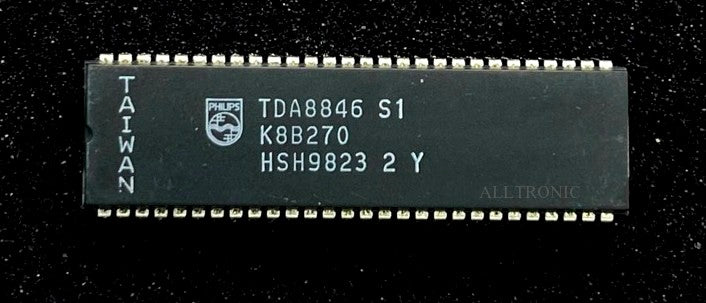 TAIWAN
PHILIPS
TDA8846 S1
K8B270
HSH9823 2 Y
ALLTRONIC